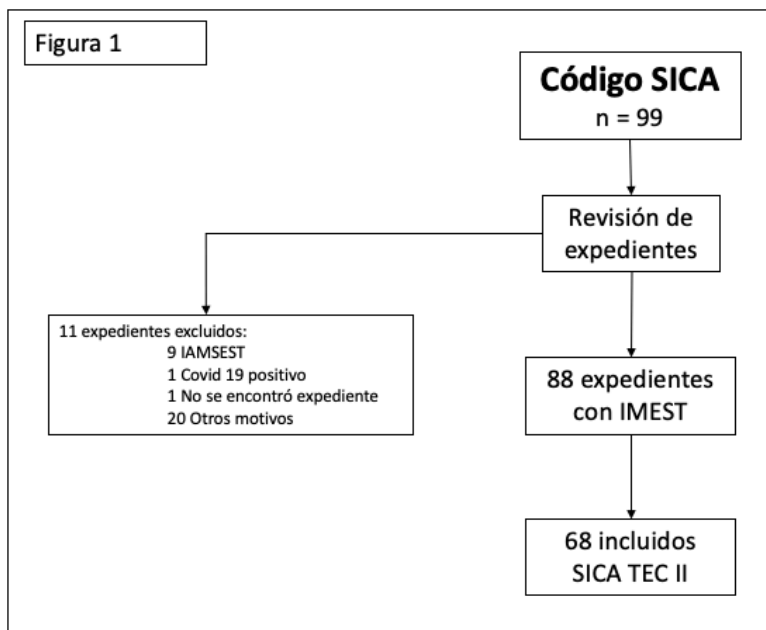 Figura 1
Código SICA
n = 99
Revisión de
expedientes
11 expedientes excluidos:
9 IAMSEST
1 Covid 19 positivo
1 No se encontró expediente
20 Otros motivos
88 expedientes
con IMEST
68 incluidos
SICA TEC II